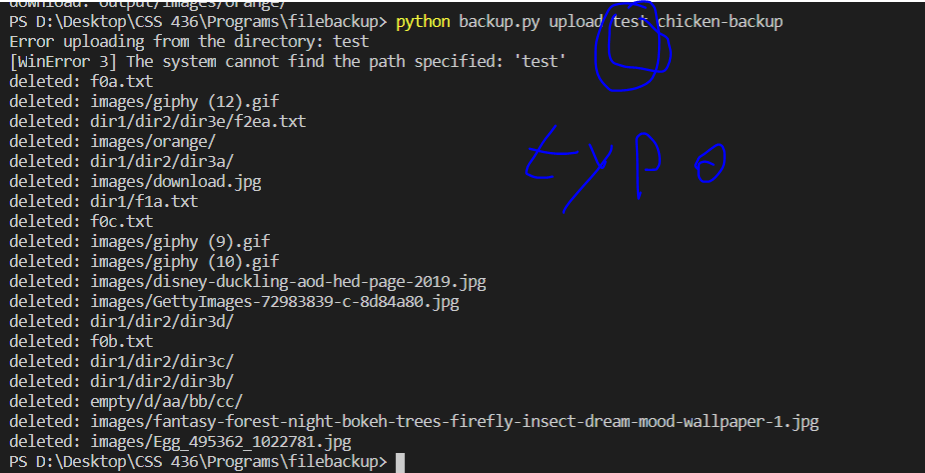 download: output/images/orange/
PS D:\Desktop\CSS 436\Programs\filebackup> python backup.py upload test chicken-backup
Error uploading from the directory: test
[WinError 3] The system cannot find the path specified: 'test'
deleted: f0a.txt
deleted: images/giphy (12).gif
deleted: dir1/dir2/dir3e/f2ea.txt
deleted: images/orange/
deleted: dir1/dir2/dir3a/
typo
deleted: images/download.jpg
deleted: dir1/f1a.txt
deleted: f0c.txt
deleted: images/giphy (9).gif
deleted: images/giphy (10).gif
deleted: images/disney-duckling-aod-hed-page-2019.jpg
deleted: images/GettyImages-72983839-c-8d84a80.jpg
deleted: dir1/dir2/dir3d/
deleted: f0b.txt
deleted: dir1/dir2/dir3c/
deleted: dir1/dir2/dir3b/
deleted: empty/d/aa/bb/cc/
deleted: images/fantasy-forest-night-bokeh-trees-firefly-insect-dream-mood-wallpaper-1.jpg
deleted: images/Egg_495362_1022781.jpg
PS D:\Desktop\CSS 436\Programs\filebackup>